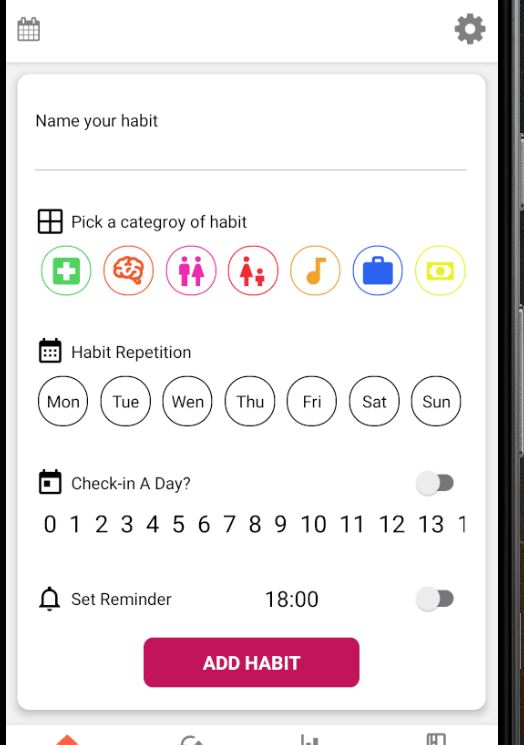 Name your habit
Pick a categroy of habit
Habit Repetition
Mon Tue Wen Thu Fri Sat Sun
Check-in A Day?
0 1 2 3 4 5 6 7 8 9 10 11 12 13 1
Set Reminder 18:00
ADD HABIT